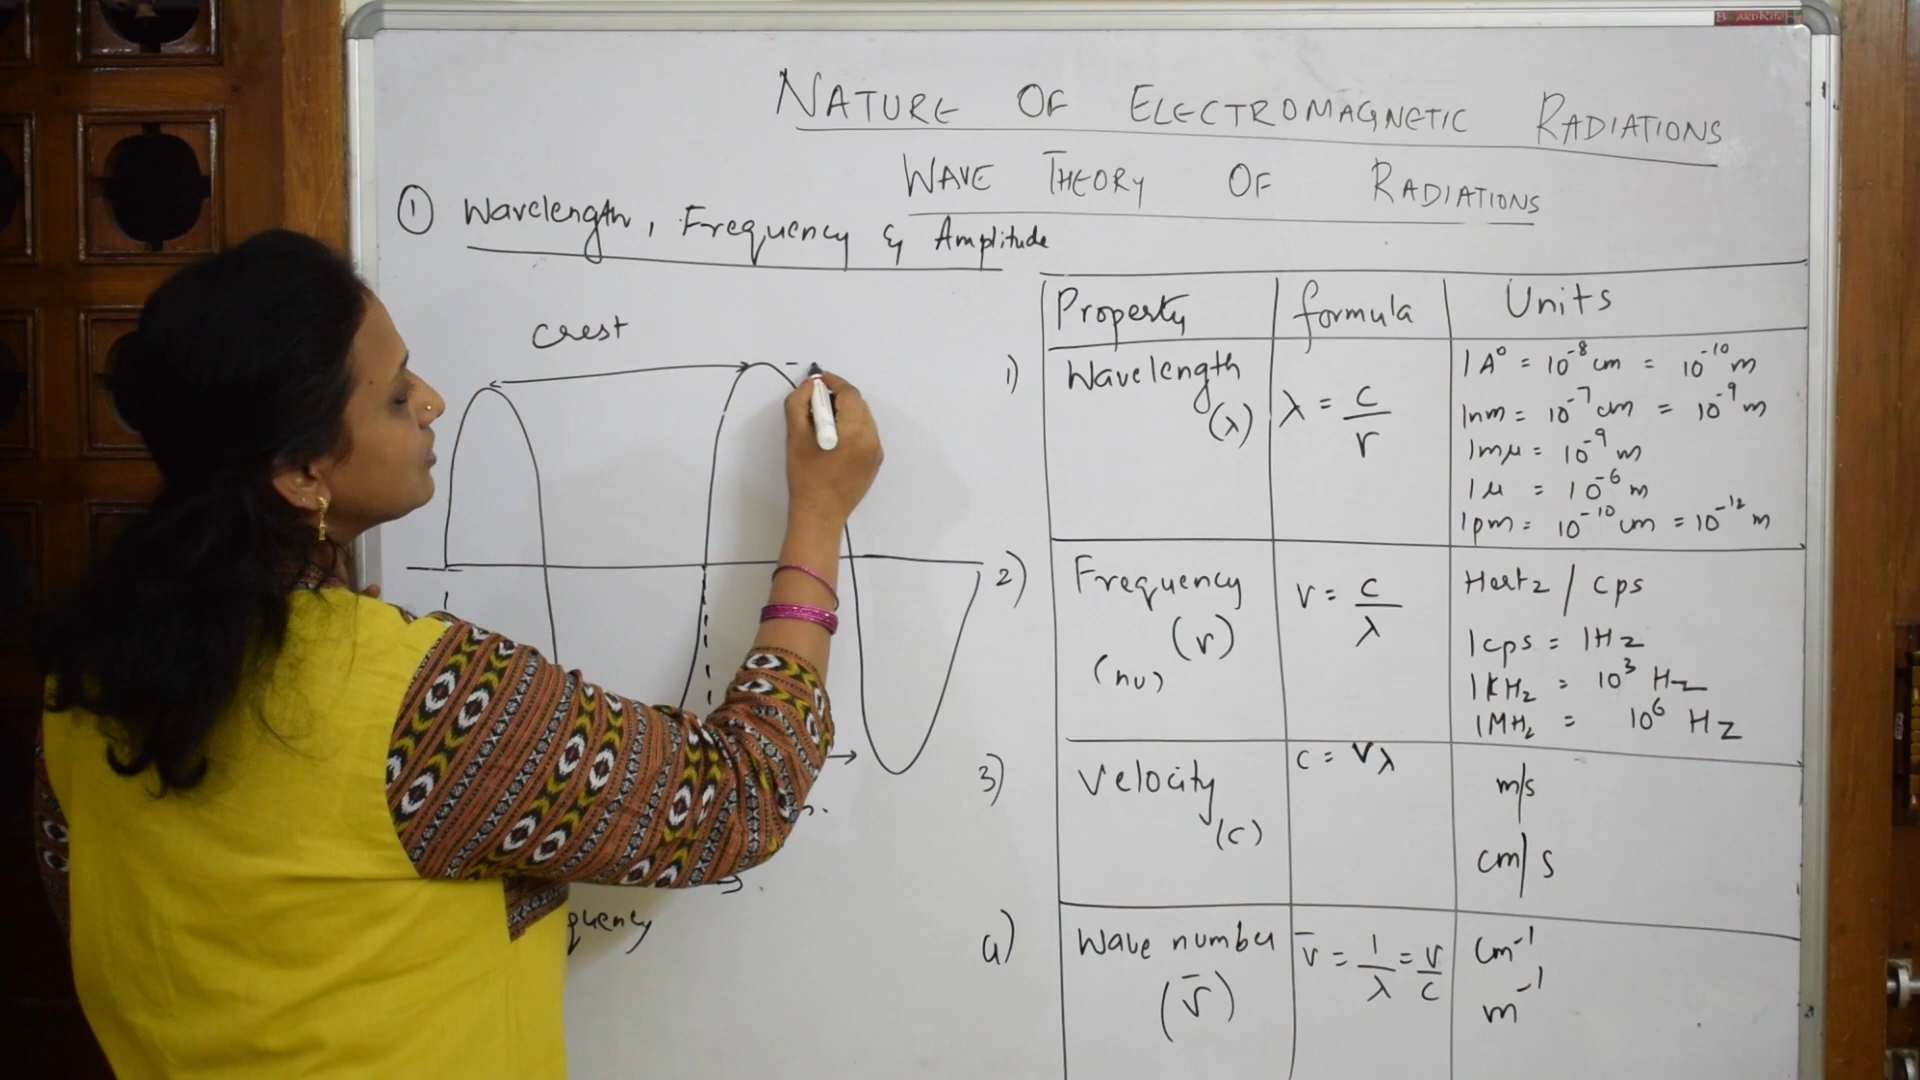 NATURE OF ELECTROMAGNETIC RADIATIONS
WAVE THEORY OF RADIATIONS
① Wavelength, Frequency & Amplitude
crest
quency
Property formula Units
1) Wavelength (λ) λ = c/ν
1A° = 10⁻⁸ cm = 10⁻¹⁰ m
1nm = 10⁻⁷ cm = 10⁻⁹ m
1mμ = 10⁻⁹ m
1μ = 10⁻⁶ m
1pm = 10⁻¹⁰ cm = 10⁻¹² m
2) Frequency (ν) (nu) ν = c/λ
Hertz / cps
1cps = 1Hz
1KHz = 10³ Hz
1MHz = 10⁶ Hz
3) Velocity (c) c = νλ
m/s
cm/s
4) Wave number (ν̅) ν̅ = 1/λ = ν/c
cm⁻¹
m⁻¹